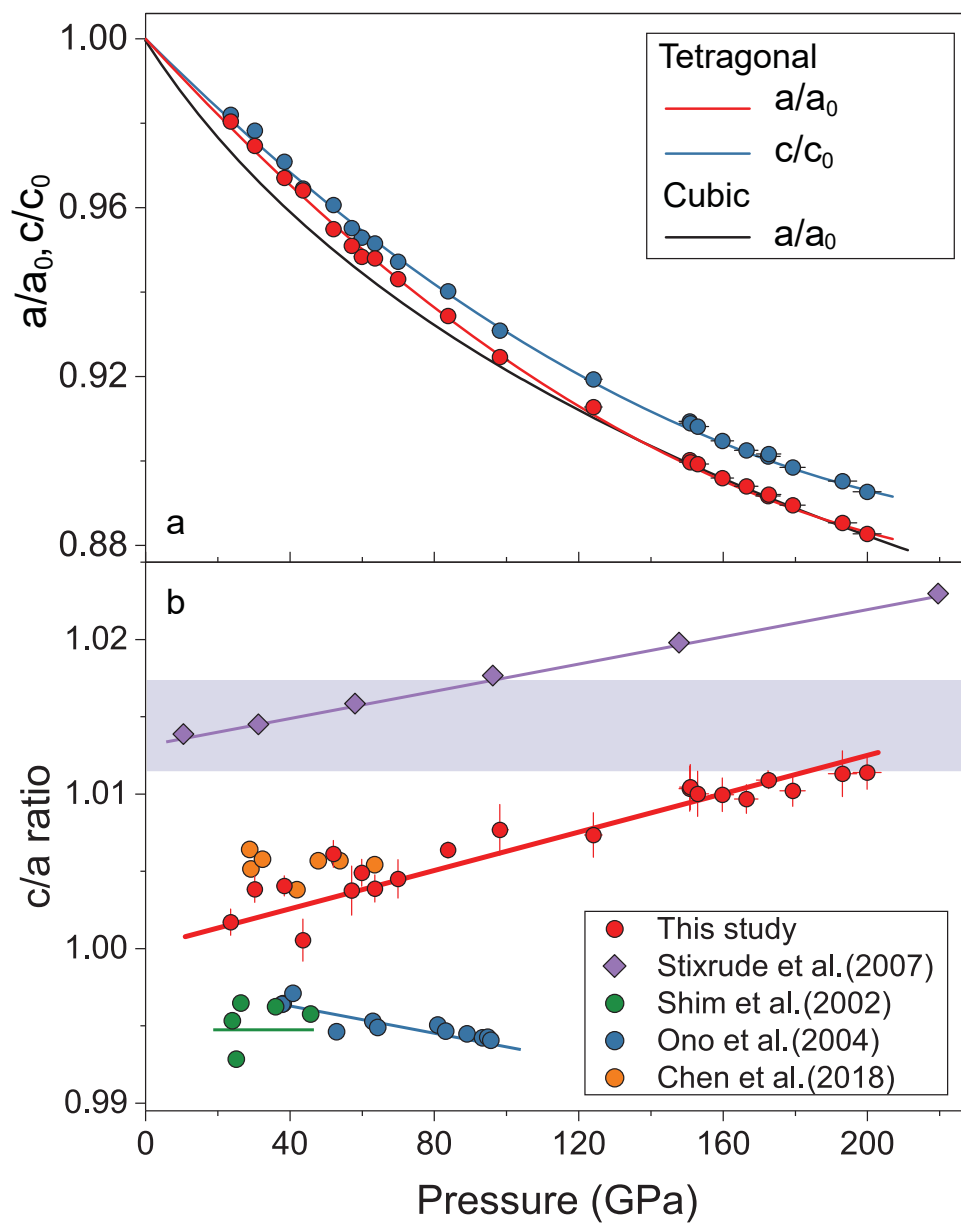 1.00
0.96
0.92
0.88
a/a₀, c/c₀
Tetragonal
a/a₀
c/c₀
Cubic
a/a₀
a
b
1.02
1.01
1.00
0.99
c/a ratio
This study
Stixrude et al.(2007)
Shim et al.(2002)
Ono et al.(2004)
Chen et al.(2018)
0 40 80 120 160 200
Pressure (GPa)